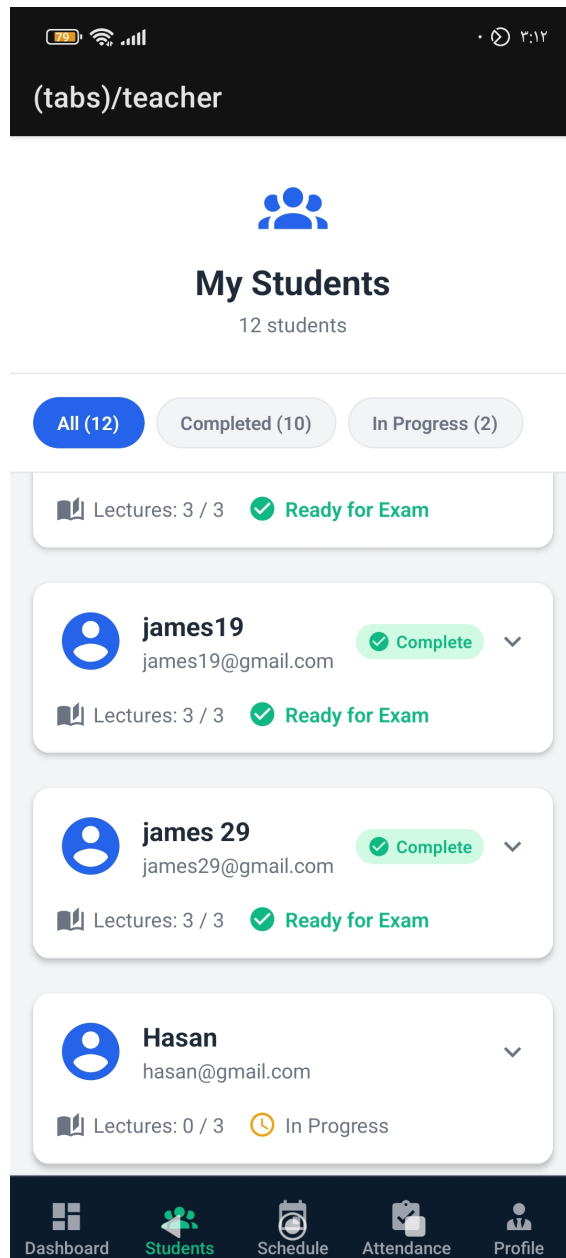 79
۳:۱۲
(tabs)/teacher
My Students
12 students
All (12)
Completed (10)
In Progress (2)
Lectures: 3 / 3 Ready for Exam
james19
Complete
james19@gmail.com
Lectures: 3 / 3 Ready for Exam
james 29
Complete
james29@gmail.com
Lectures: 3 / 3 Ready for Exam
Hasan
hasan@gmail.com
Lectures: 0 / 3 In Progress
Dashboard Students Schedule Attendance Profile